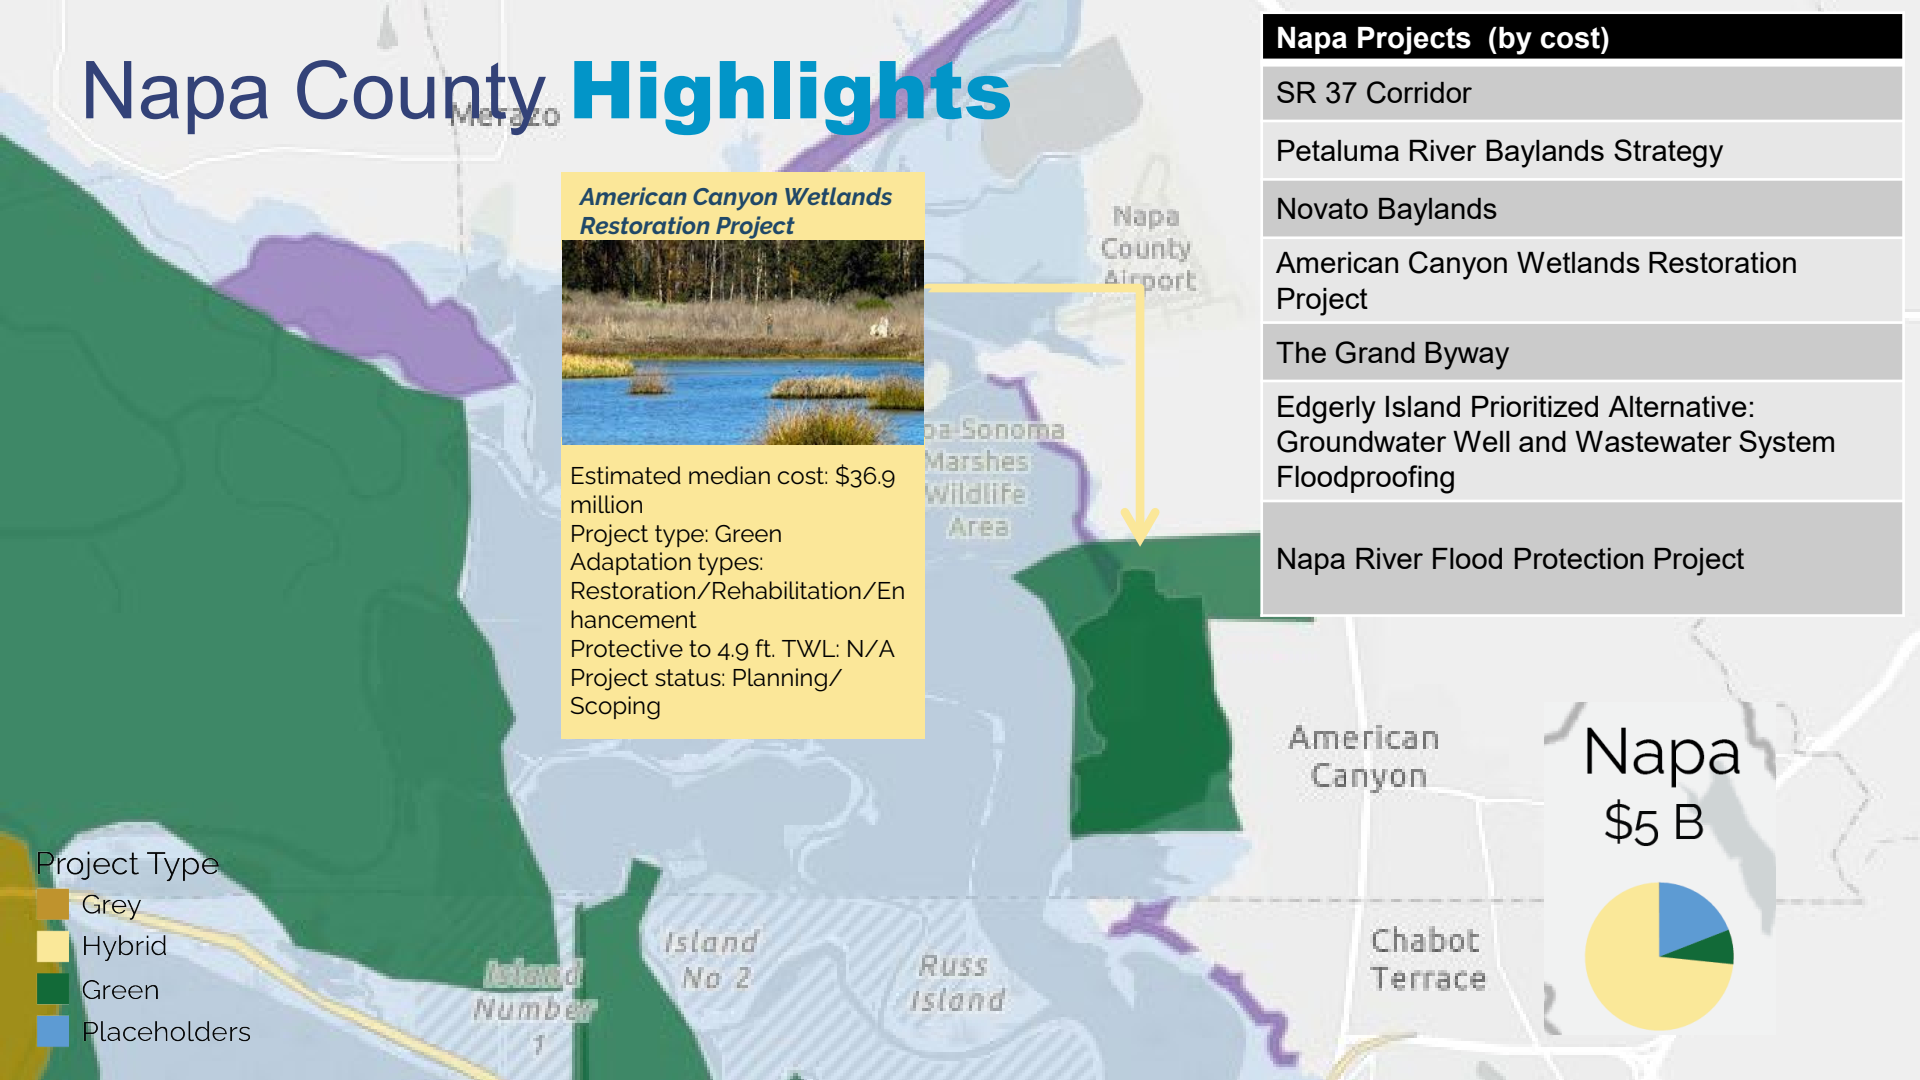 Napa County Highlights
Merazo
American Canyon Wetlands
Restoration Project
Estimated median cost: $36.9
million
Project type: Green
Adaptation types:
Restoration/Rehabilitation/En
hancement
Protective to 4.9 ft. TWL: N/A
Project status: Planning/
Scoping
Napa
County
Airport
pa-Sonoma
Marshes
Wildlife
Area
Napa Projects (by cost)
SR 37 Corridor
Petaluma River Baylands Strategy
Novato Baylands
American Canyon Wetlands Restoration
Project
The Grand Byway
Edgerly Island Prioritized Alternative:
Groundwater Well and Wastewater System
Floodproofing
Napa River Flood Protection Project
American
Canyon
Napa
$5 B
Project Type
Grey
Hybrid
Green
Placeholders
Island
Number
1
Island
No 2
Russ
Island
Chabot
Terrace